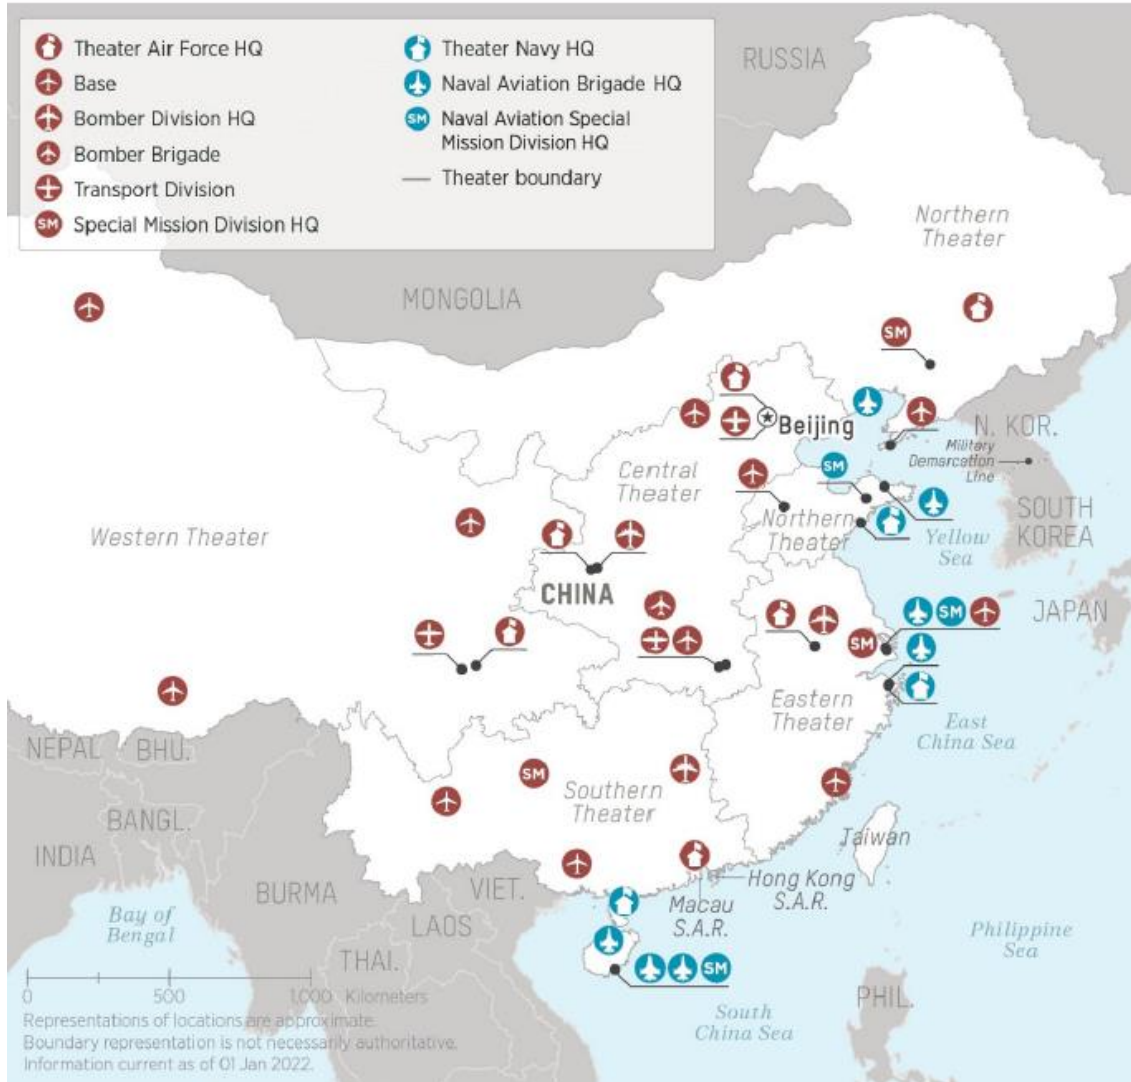 Theater Air Force HQ
Base
Bomber Division HQ
Bomber Brigade
Transport Division
SM Special Mission Division HQ
Theater Navy HQ
Naval Aviation Brigade HQ
SM Naval Aviation Special
Mission Division HQ
Theater boundary
RUSSIA
Northern
Theater
MONGOLIA
SM
Beijing
N. KOR.
Military
Demarcation
Line
Central
Theater
SM
SOUTH
KOREA
Western Theater
Northern
Theater
Yellow
Sea
CHINA
JAPAN
SM
SM
Eastern
Theater
East
China Sea
NEPAL
BHU.
SM
Southern
Theater
BANGL.
INDIA
Taiwan
BURMA
VIET.
Hong Kong
S.A.R.
Macau
S.A.R.
LAOS
Bay of
Bengal
Philippine
Sea
THAI.
SM
PHIL.
South
China Sea
0 500 1,000 Kilometers
Representations of locations are approximate.
Boundary representation is not necessarily authoritative.
Information current as of 01 Jan 2022.